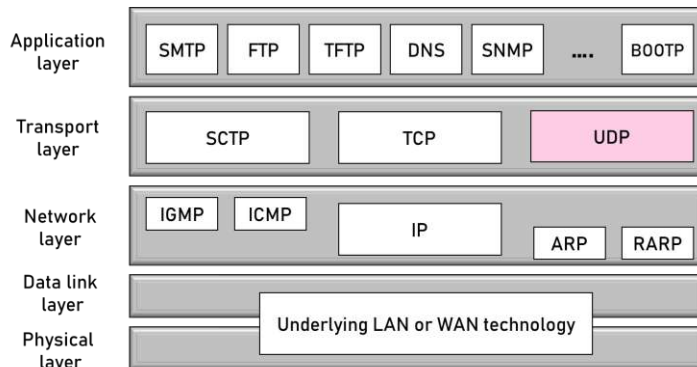 Application
layer
SMTP FTP TFTP DNS SNMP .... BOOTP
Transport
layer
SCTP TCP UDP
Network
layer
IGMP ICMP IP ARP RARP
Data link
layer
Underlying LAN or WAN technology
Physical
layer